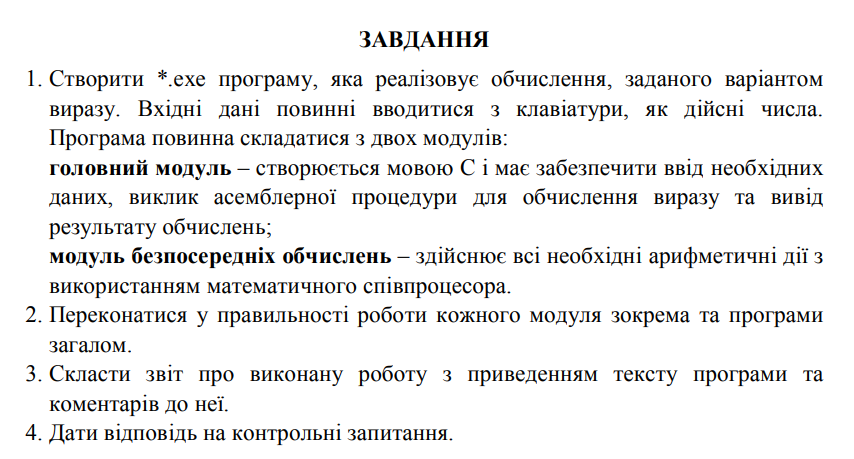 ЗАВДАННЯ
1. Створити *.exe програму, яка реалізовує обчислення, заданого варіантом
виразу. Вхідні дані повинні вводитися з клавіатури, як дійсні числа.
Програма повинна складатися з двох модулів:
головний модуль – створюється мовою С і має забезпечити ввід необхідних
даних, виклик асемблерної процедури для обчислення виразу та вивід
результату обчислень;
модуль безпосередніх обчислень – здійснює всі необхідні арифметичні дії з
використанням математичного співпроцесора.
2. Переконатися у правильності роботи кожного модуля зокрема та програми
загалом.
3. Скласти звіт про виконану роботу з приведенням тексту програми та
коментарів до неї.
4. Дати відповідь на контрольні запитання.